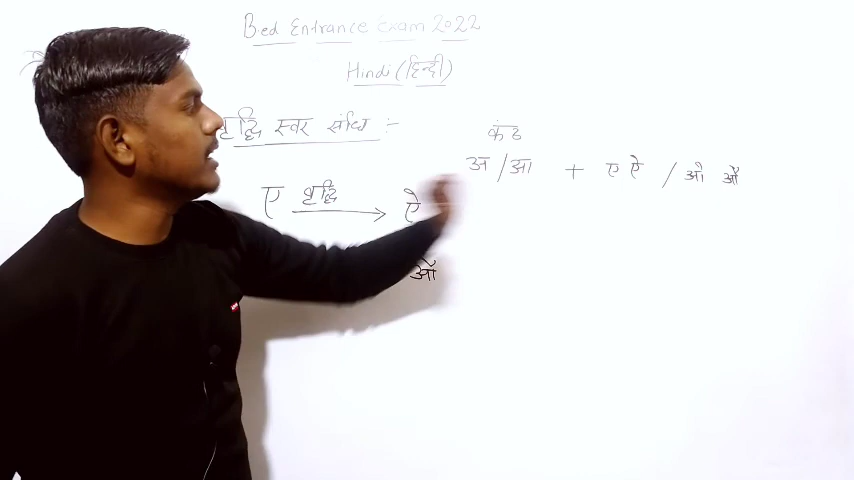 Bed Entrance Exam 2022
Hindi (हिन्दी)
वृद्धि स्वर संधि :-
कंठ
अ / आ + ए ऐ / ओ औ
ए वृद्धि → ऐ
औ